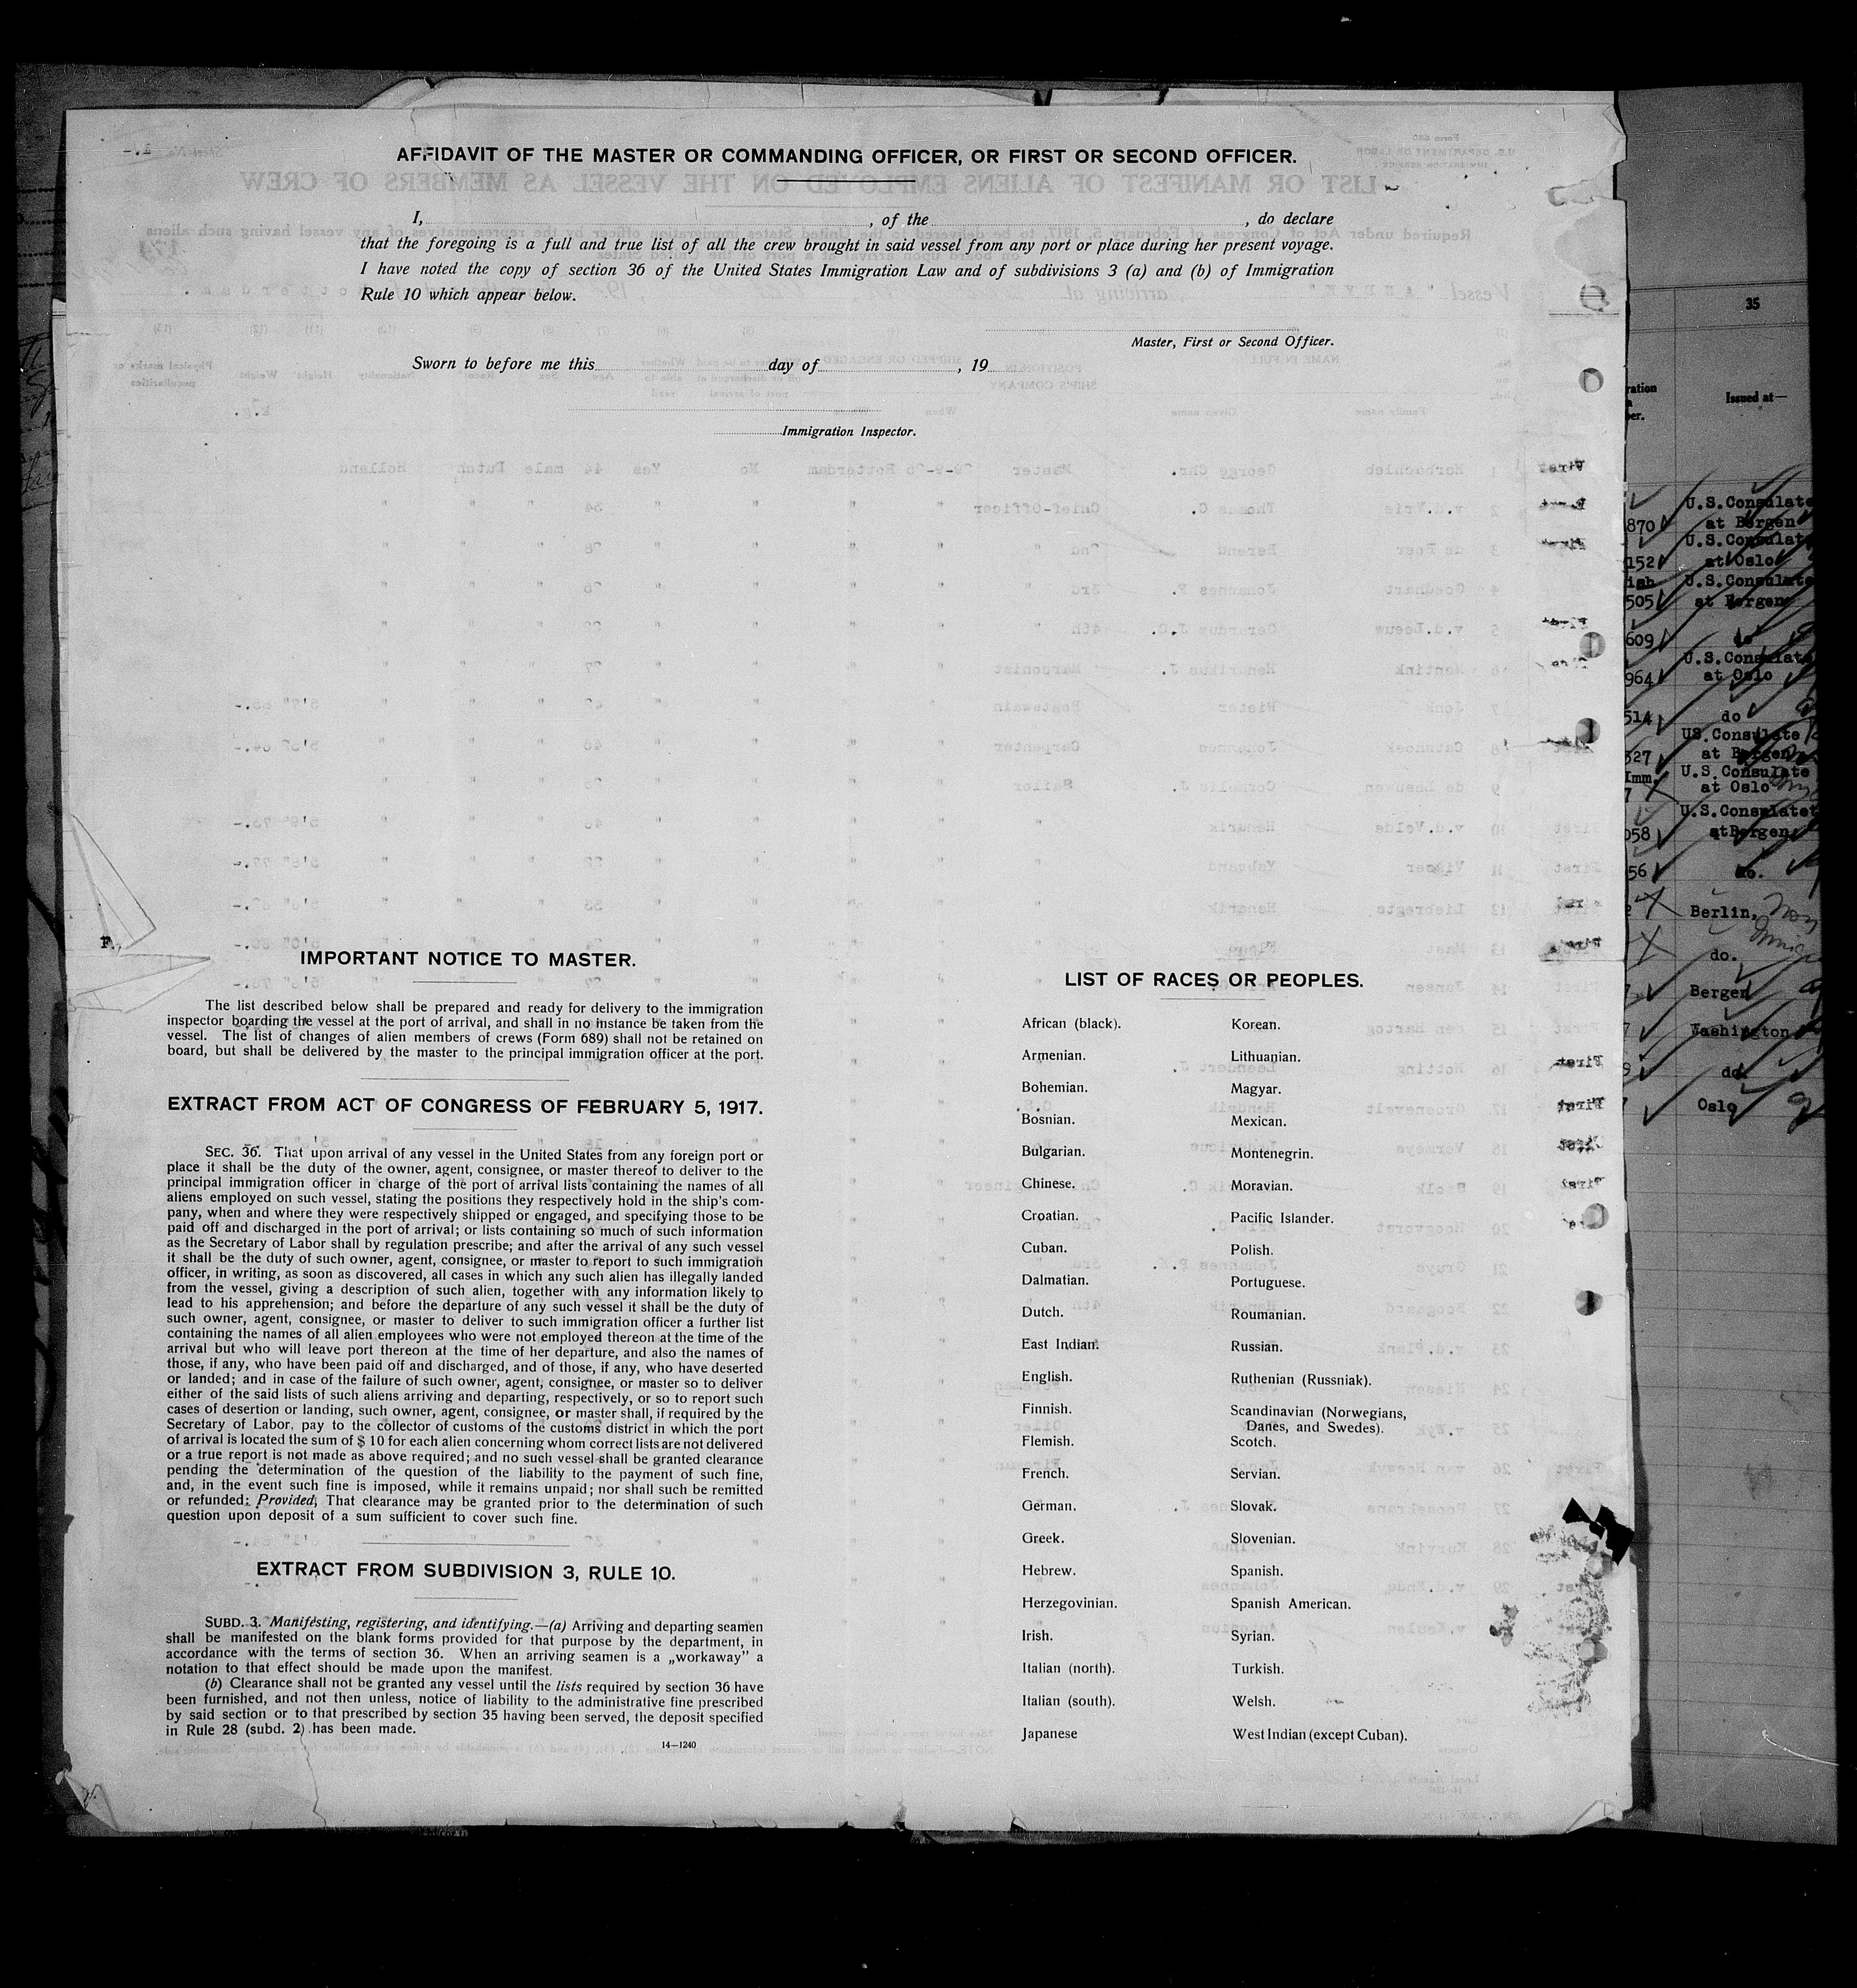 AFFIDAVIT OF THE MASTER OR COMMANDING OFFICER, OR FIRST OR SECOND OFFICER.
I, , of the , do declare
that the foregoing is a full and true list of all the crew brought in said vessel from any port or place during her present voyage.
I have noted the copy of section 36 of the United States Immigration Law and of subdivisions 3 (a) and (b) of Immigration
Rule 10 which appear below.
Master, First or Second Officer.
Sworn to before me this day of , 19
Immigration Inspector.
F.
IMPORTANT NOTICE TO MASTER.
The list described below shall be prepared and ready for delivery to the immigration
inspector boarding the vessel at the port of arrival, and shall in no instance be taken from the
vessel. The list of changes of alien members of crews (Form 689) shall not be retained on
board, but shall be delivered by the master to the principal immigration officer at the port.
EXTRACT FROM ACT OF CONGRESS OF FEBRUARY 5, 1917.
SEC. 36. That upon arrival of any vessel in the United States from any foreign port or
place it shall be the duty of the owner, agent, consignee, or master thereof to deliver to the
principal immigration officer in charge of the port of arrival lists containing the names of all
aliens employed on such vessel, stating the positions they respectively hold in the ship's com-
pany, when and where they were respectively shipped or engaged, and specifying those to be
paid off and discharged in the port of arrival; or lists containing so much of such information
as the Secretary of Labor shall by regulation prescribe; and after the arrival of any such vessel
it shall be the duty of such owner, agent, consignee, or master to report to such immigration
officer, in writing, as soon as discovered, all cases in which any such alien has illegally landed
from the vessel, giving a description of such alien, together with any information likely to
lead to his apprehension; and before the departure of any such vessel it shall be the duty of
such owner, agent, consignee, or master to deliver to such immigration officer a further list
containing the names of all alien employees who were not employed thereon at the time of the
arrival but who will leave port thereon at the time of her departure, and also the names of
those, if any, who have been paid off and discharged, and of those, if any, who have deserted
or landed; and in case of the failure of such owner, agent, consignee, or master so to deliver
either of the said lists of such aliens arriving and departing, respectively, or so to report such
cases of desertion or landing, such owner, agent, consignee, or master shall, if required by the
Secretary of Labor, pay to the collector of customs of the customs district in which the port
of arrival is located the sum of $ 10 for each alien concerning whom correct lists are not delivered
or a true report is not made as above required; and no such vessel shall be granted clearance
pending the determination of the question of the liability to the payment of such fine,
and, in the event such fine is imposed, while it remains unpaid; nor shall such be remitted
or refunded: Provided, That clearance may be granted prior to the determination of such
question upon deposit of a sum sufficient to cover such fine.
EXTRACT FROM SUBDIVISION 3, RULE 10.
SUBD. 3. Manifesting, registering, and identifying.—(a) Arriving and departing seamen
shall be manifested on the blank forms provided for that purpose by the department, in
accordance with the terms of section 36. When an arriving seamen is a „workaway” a
notation to that effect should be made upon the manifest.
(b) Clearance shall not be granted any vessel until the lists required by section 36 have
been furnished, and not then unless, notice of liability to the administrative fine prescribed
by said section or to that prescribed by section 35 having been served, the deposit specified
in Rule 28 (subd. 2) has been made.
14—1240
LIST OF RACES OR PEOPLES.
African (black).
Armenian.
Bohemian.
Bosnian.
Bulgarian.
Chinese.
Croatian.
Cuban.
Dalmatian.
Dutch.
East Indian.
English.
Finnish.
Flemish.
French.
German.
Greek.
Hebrew.
Herzegovinian.
Irish.
Italian (north).
Italian (south).
Japanese
Korean.
Lithuanian.
Magyar.
Mexican.
Montenegrin.
Moravian.
Pacific Islander.
Polish.
Portuguese.
Roumanian.
Russian.
Ruthenian (Russniak).
Scandinavian (Norwegians,
Danes, and Swedes).
Scotch.
Servian.
Slovak.
Slovenian.
Spanish.
Spanish American.
Syrian.
Turkish.
Welsh.
West Indian (except Cuban).
35
Issued at—
U.S.Consulate
870 at Bergen
U.S.Consulate
152 at Oslo
U.S.Consulate
505 at Bergen
609 do
U.S.Consulate
964 at Oslo
514 do
US.Consulate
527 at Bergen
Imm. U.S.Consulate
7 at Oslo
U.S.Consulate
058 at Bergen
56 do.
Berlin,
do.
7 Bergen
7 Washington
9 do.
Oslo